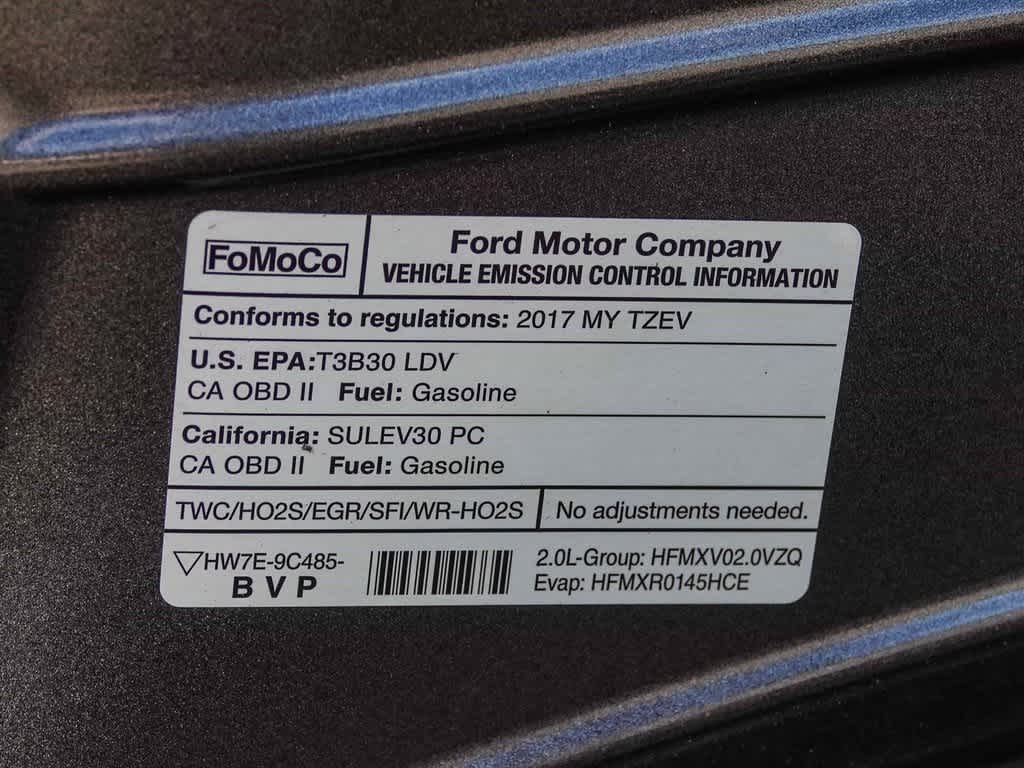 FoMoCo
Ford Motor Company
VEHICLE EMISSION CONTROL INFORMATION
Conforms to regulations: 2017 MY TZEV
U.S. EPA:T3B30 LDV
CA OBD II Fuel: Gasoline
California: SULEV30 PC
CA OBD II Fuel: Gasoline
TWC/HO2S/EGR/SFI/WR-HO2S
No adjustments needed.
HW7E-9C485-
B V P
2.0L-Group: HFMXV02.0VZQ
Evap: HFMXR0145HCE